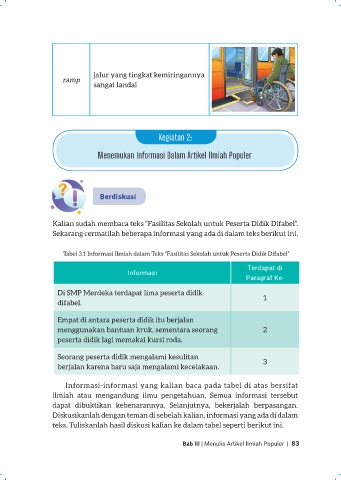 ramp
jalur yang tingkat kemiringannya
sangat landai
Kegiatan 2:
Menemukan Informasi Dalam Artikel Ilmiah Populer
Berdiskusi
Kalian sudah membaca teks “Fasilitas Sekolah untuk Peserta Didik Difabel”.
Sekarang cermatilah beberapa informasi yang ada di dalam teks berikut ini.
Tabel 3.1 Informasi Ilmiah dalam Teks “Fasilitas Sekolah untuk Peserta Didik Difabel”
Informasi
Terdapat di
Paragraf Ke-
Di SMP Merdeka terdapat lima peserta didik
difabel.
1
Empat di antara peserta didik itu berjalan
menggunakan bantuan kruk, sementara seorang
peserta didik lagi memakai kursi roda.
2
Seorang peserta didik mengalami kesulitan
berjalan karena baru saja mengalami kecelakaan.
3
Informasi-informasi yang kalian baca pada tabel di atas bersifat
ilmiah atau mengandung ilmu pengetahuan. Semua informasi tersebut
dapat dibuktikan kebenarannya. Selanjutnya, bekerjalah berpasangan.
Diskusikanlah dengan teman di sebelah kalian, informasi yang ada di dalam
teks. Tuliskanlah hasil diskusi kalian ke dalam tabel seperti berikut ini.
Bab III | Menulis Artikel Ilmiah Populer | 83